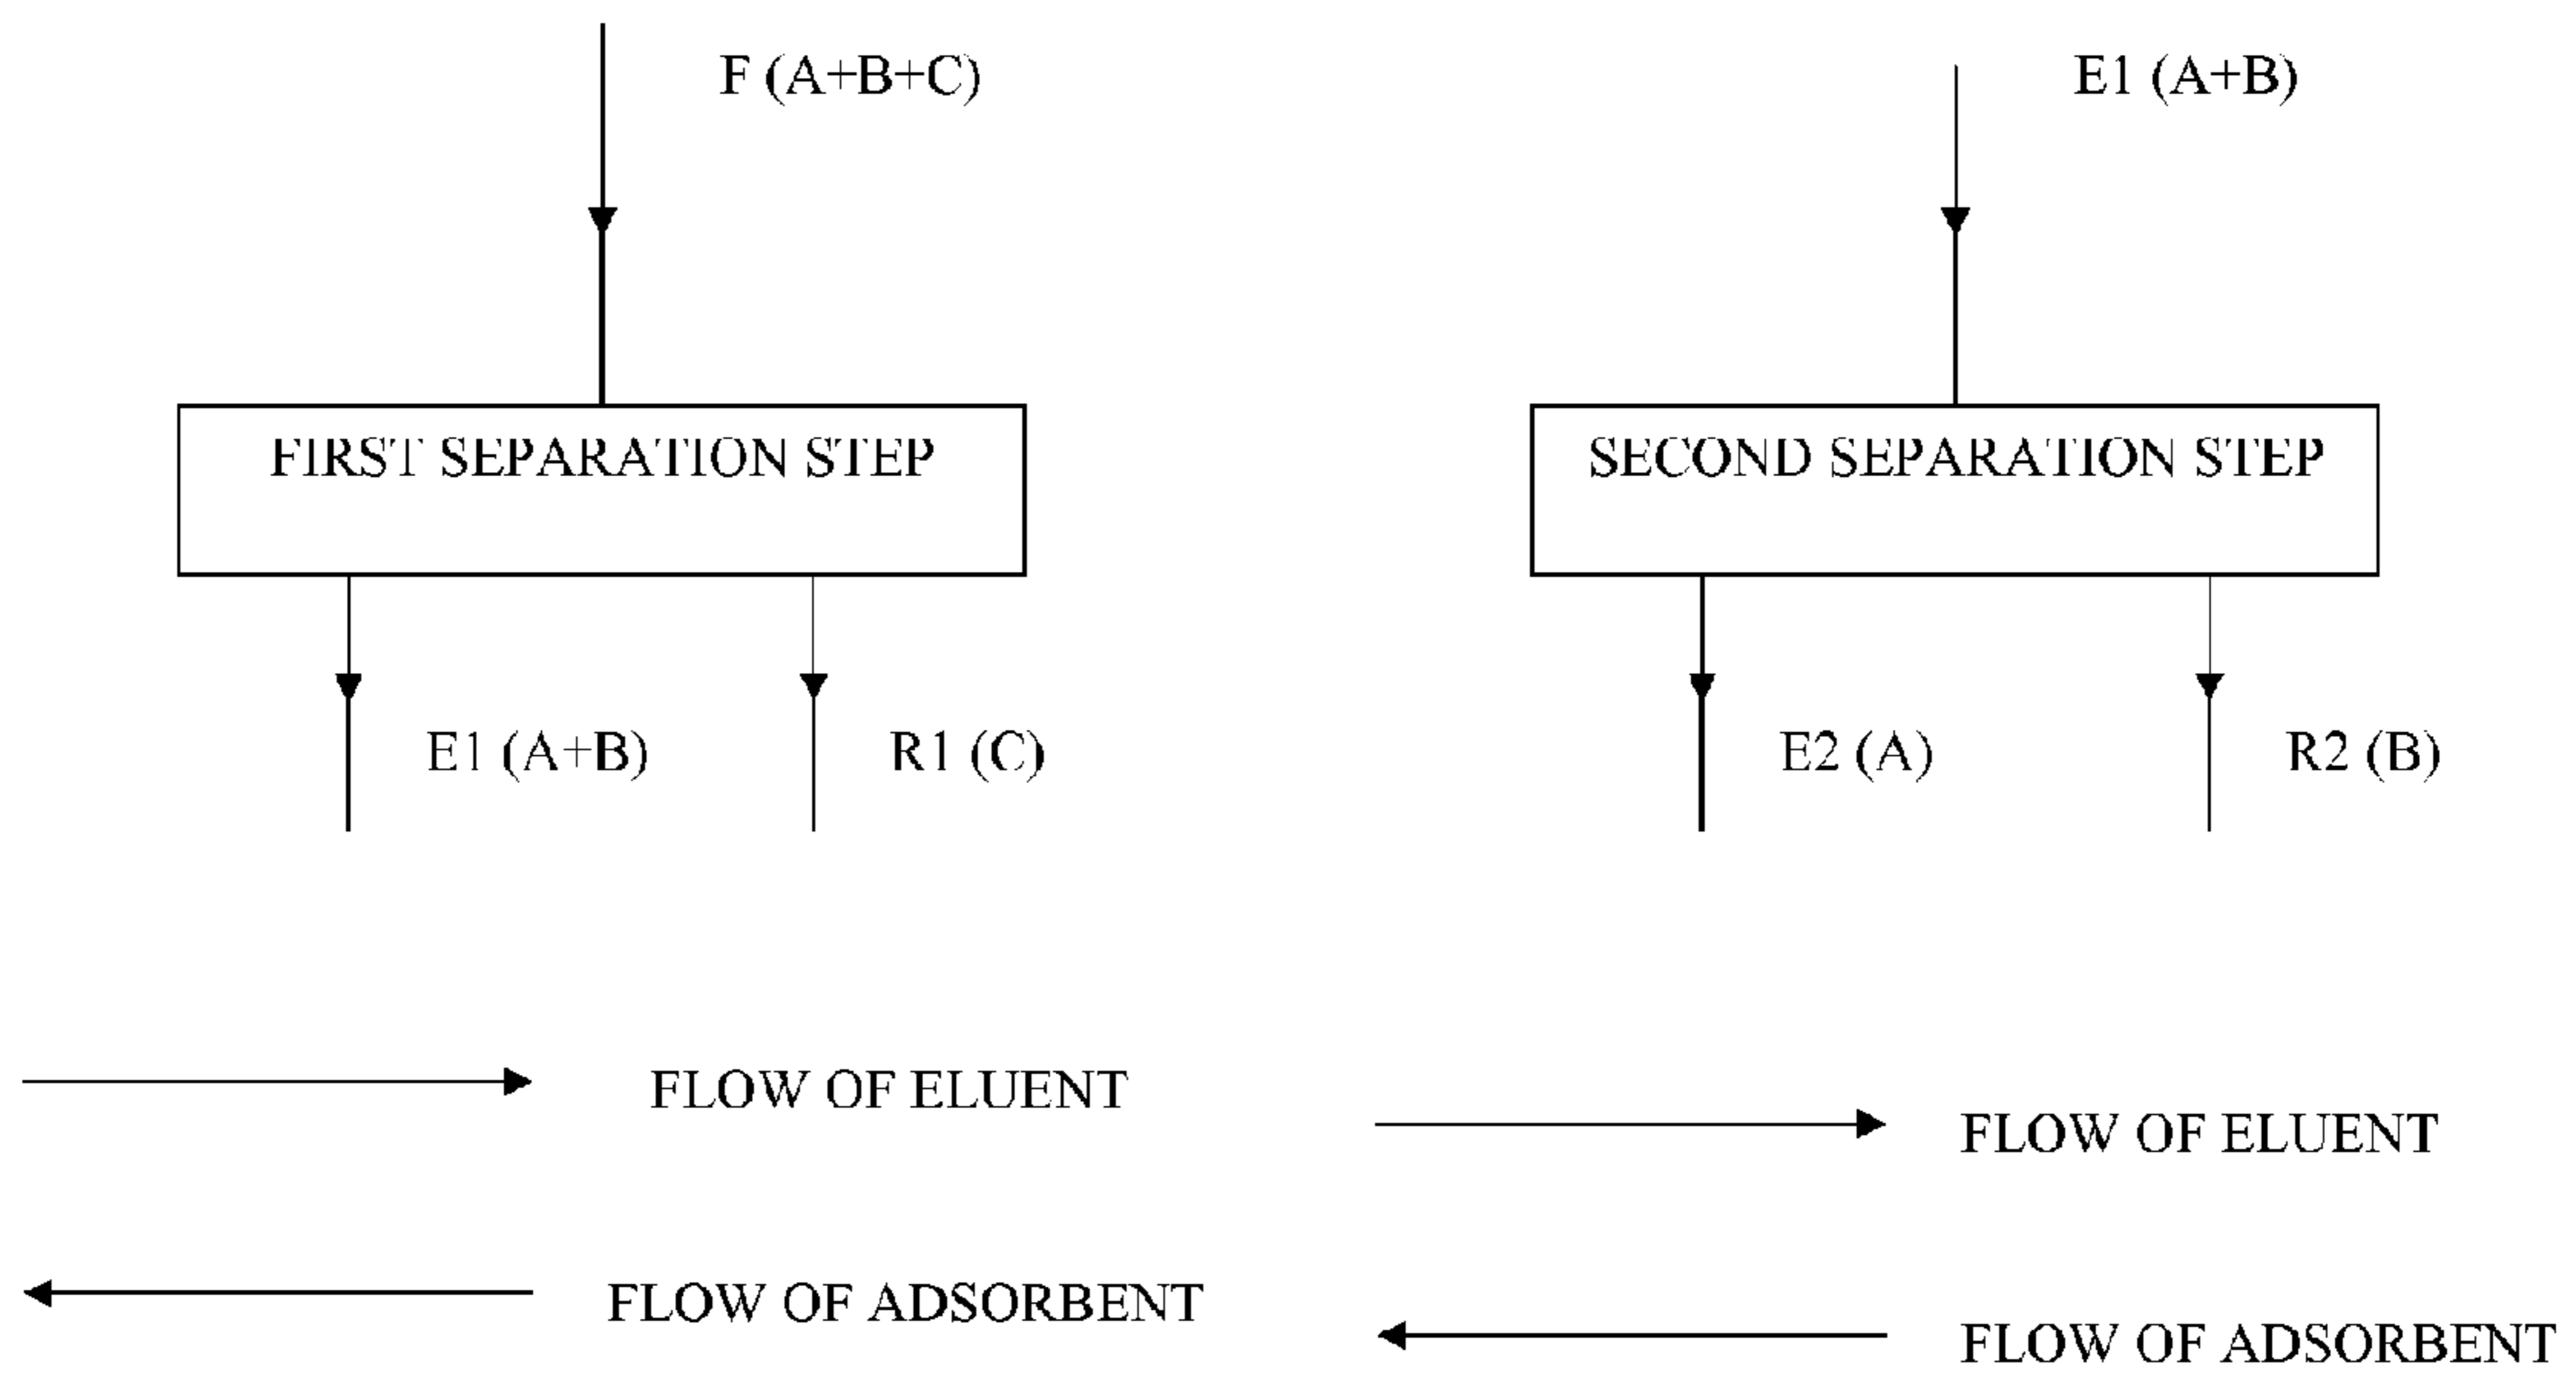 F (A+B+C)
E1 (A+B)
FIRST SEPARATION STEP
SECOND SEPARATION STEP
E1 (A+B)
R1 (C)
E2 (A)
R2 (B)
FLOW OF ELUENT
FLOW OF ELUENT
FLOW OF ADSORBENT
FLOW OF ADSORBENT